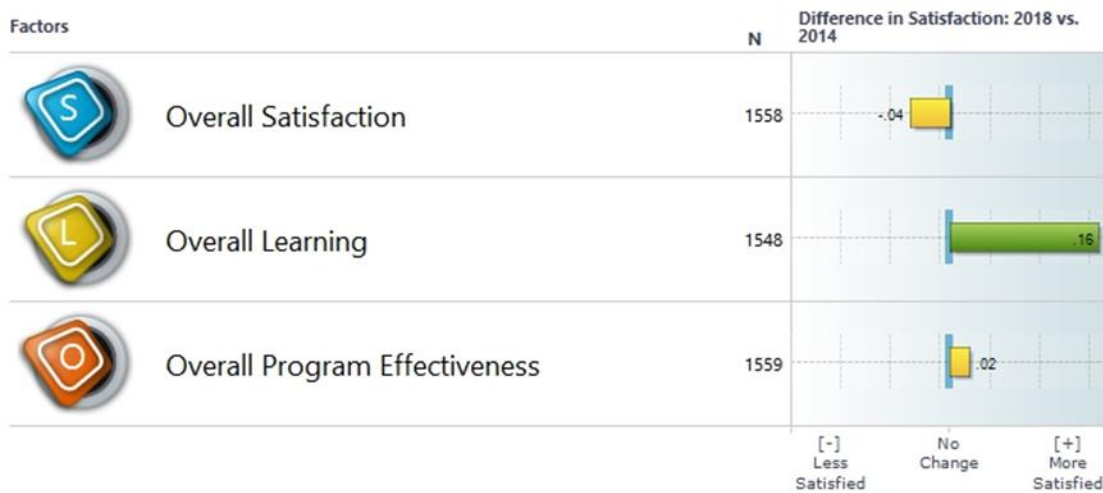 Factors
N
Difference in Satisfaction: 2018 vs.
2014
S
Overall Satisfaction
1558
-.04
L
Overall Learning
1548
.16
O
Overall Program Effectiveness
1559
.02
[-]
Less
Satisfied
No
Change
[+]
More
Satisfied